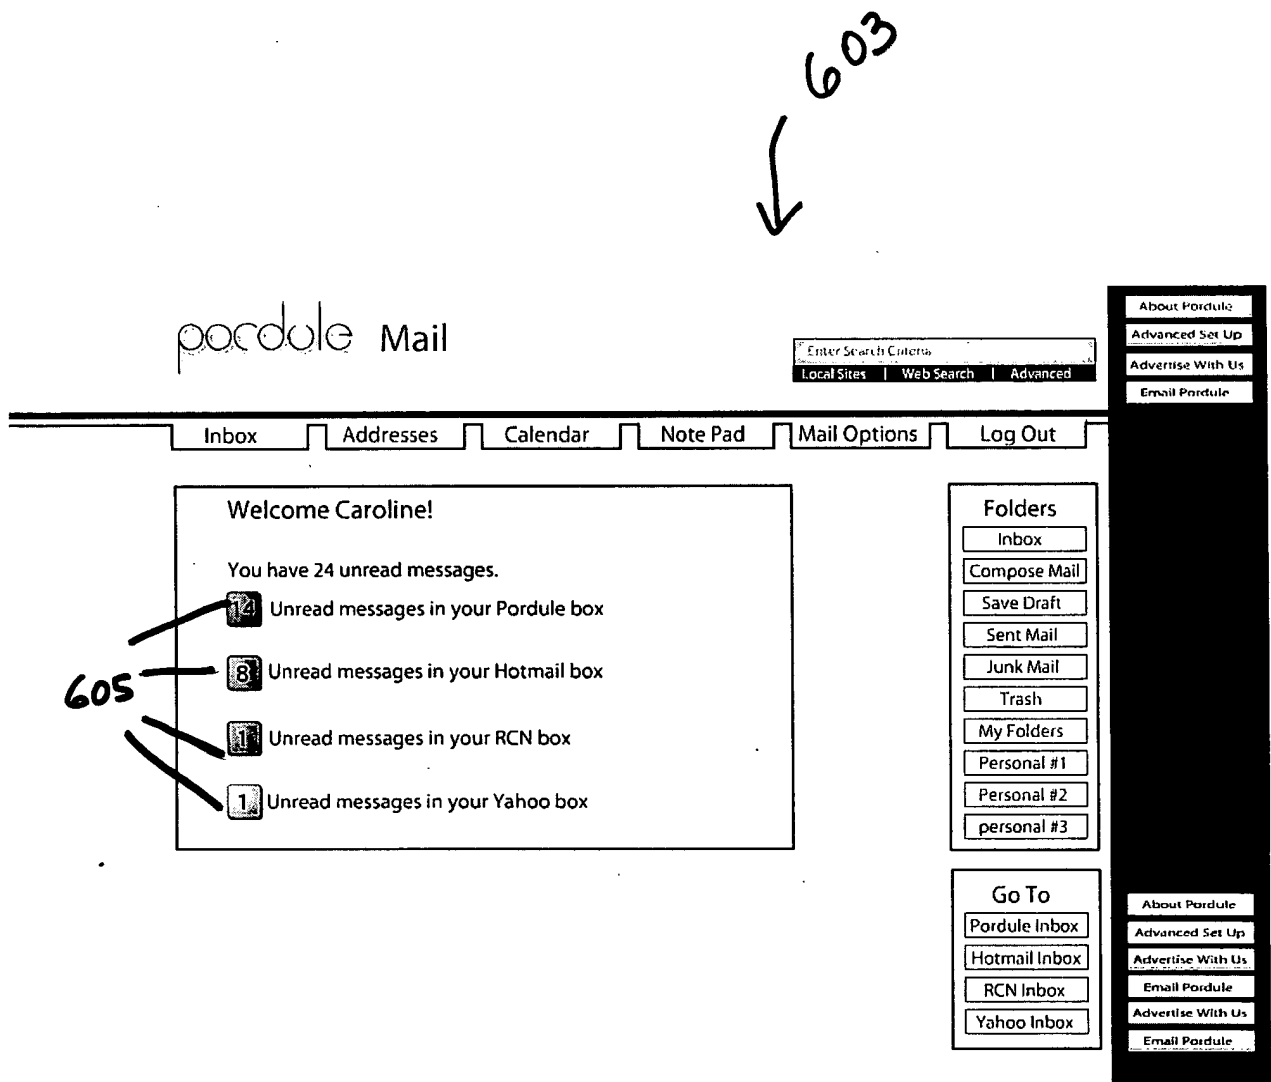 603
pordule Mail
Enter Search Criteria
Local Sites | Web Search | Advanced
About Pordule
Advanced Set Up
Advertise With Us
Email Pordule
Inbox Addresses Calendar Note Pad Mail Options Log Out
Welcome Caroline!
You have 24 unread messages.
14 Unread messages in your Pordule box
8 Unread messages in your Hotmail box
1 Unread messages in your RCN box
1 Unread messages in your Yahoo box
605
Folders
Inbox
Compose Mail
Save Draft
Sent Mail
Junk Mail
Trash
My Folders
Personal #1
Personal #2
personal #3
Go To
Pordule Inbox
Hotmail Inbox
RCN Inbox
Yahoo Inbox
About Pordule
Advanced Set Up
Advertise With Us
Email Pordule
Advertise With Us
Email Pordule